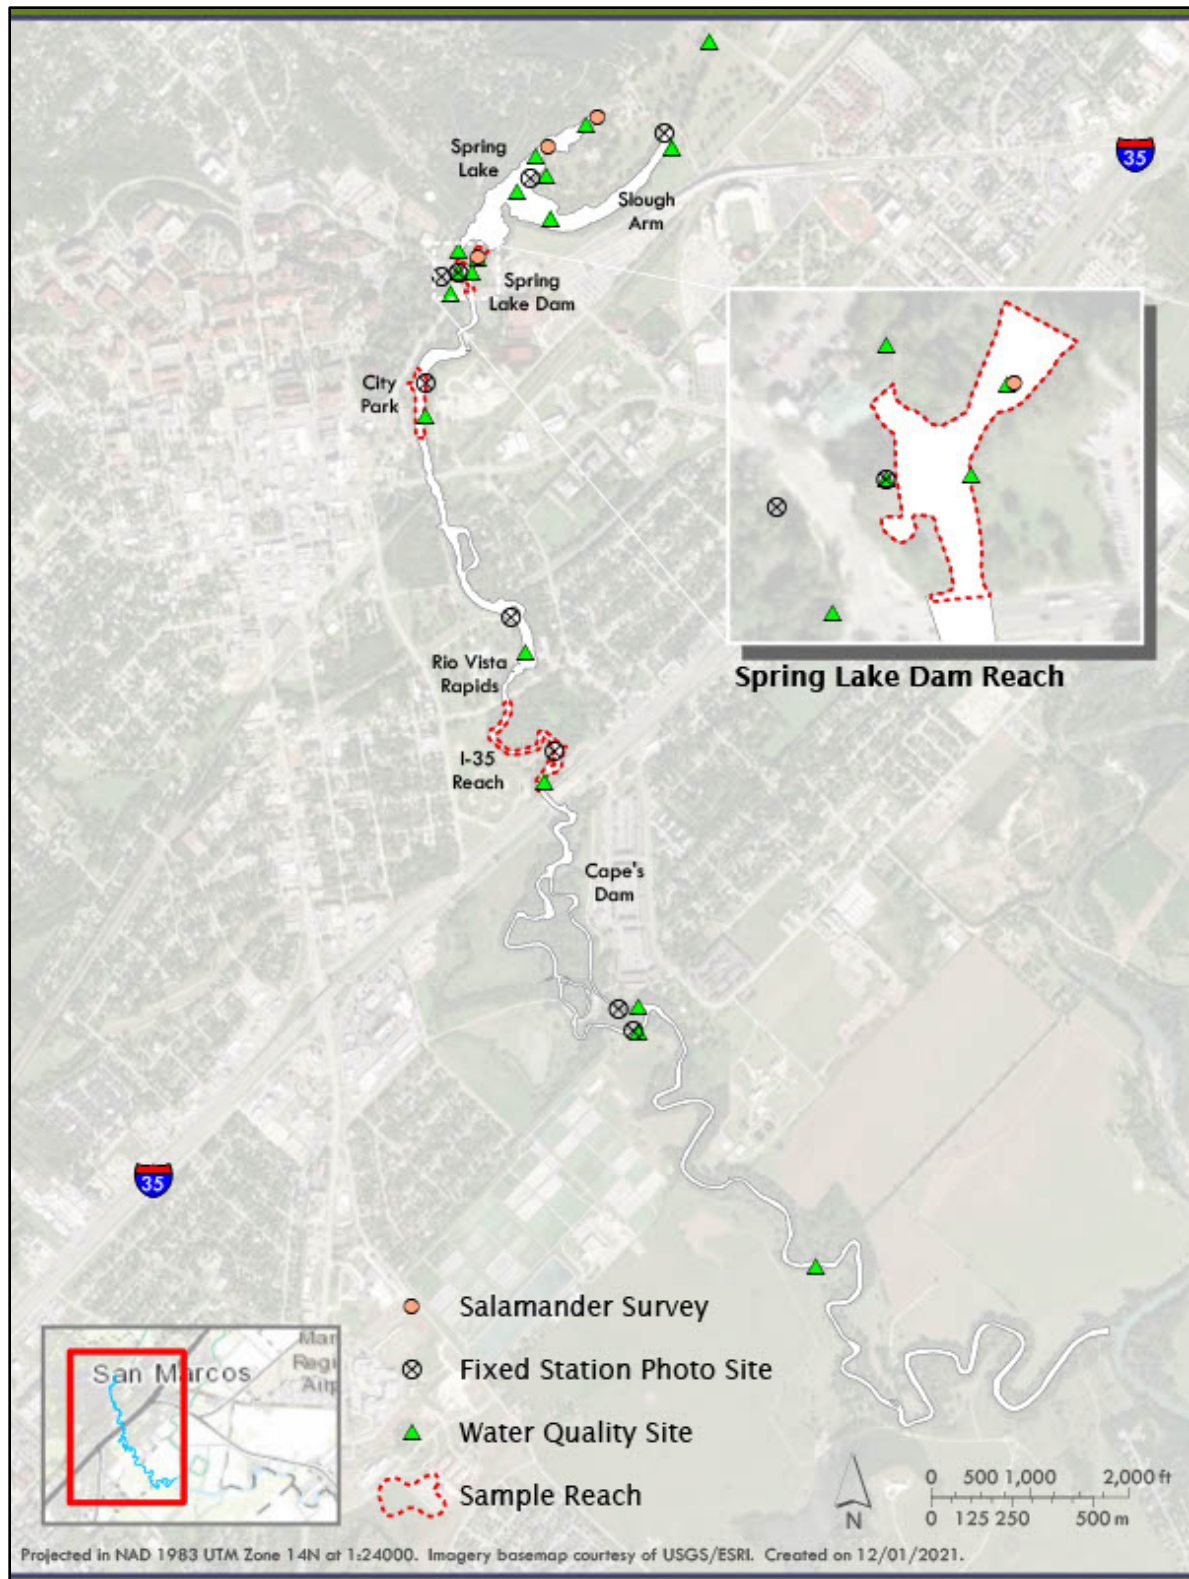 35
Spring
Lake
Slough
Arm
Spring
Lake Dam
City
Park
Spring Lake Dam Reach
Rio Vista
Rapids
I-35
Reach
Cape's
Dam
35
Salamander Survey
Fixed Station Photo Site
Water Quality Site
Sample Reach
San Marcos
Mar
Regi
Airp
N
0 500 1,000 2,000 ft
0 125 250 500 m
Projected in NAD 1983 UTM Zone 14N at 1:24000. Imagery basemap courtesy of USGS/ESRI. Created on 12/01/2021.